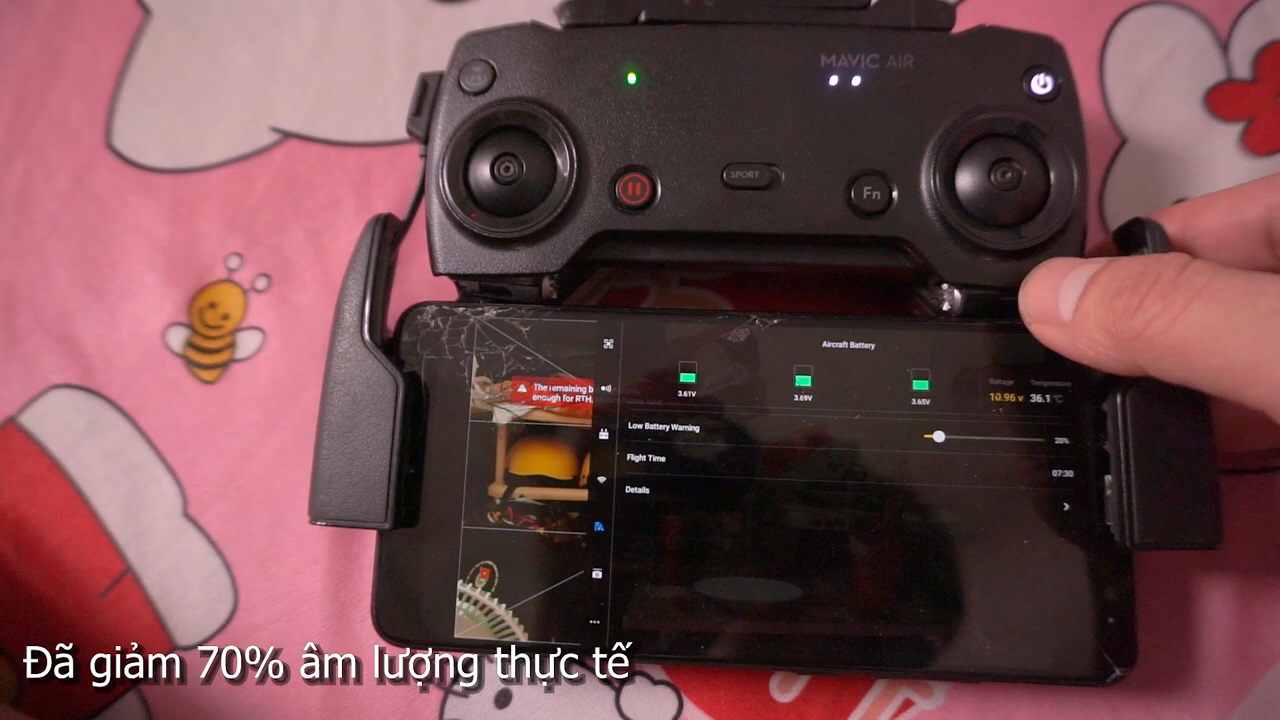 MAVIC AIR
SPORT
Fn
Aircraft Battery
The remaining b
enough for RTH.
3.61V
3.69V
3.65V
Voltage
Temperature
10.96 V
36.1 °C
Low Battery Warning
20%
Flight Time
07:30
Details
Đã giảm 70% âm lượng thực tế